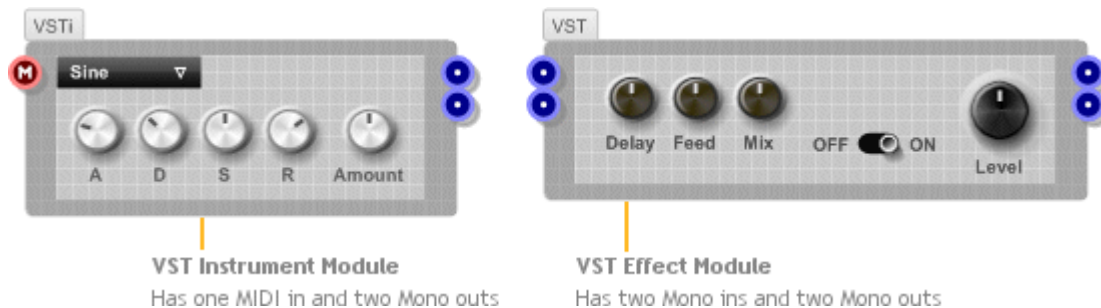 VSTi
M
Sine
A D S R Amount
VST Instrument Module
Has one MIDI in and two Mono outs
VST
Delay Feed Mix
OFF ON
Level
VST Effect Module
Has two Mono ins and two Mono outs